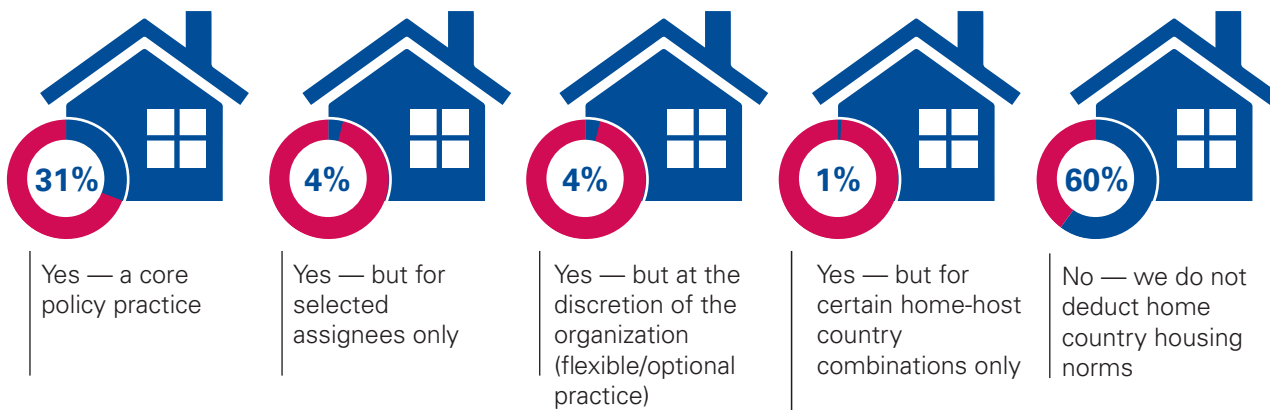 31%
Yes — a core
policy practice
4%
Yes — but for
selected
assignees only
4%
Yes — but at the
discretion of the
organization
(flexible/optional
practice)
1%
Yes — but for
certain home-host
country
combinations only
60%
No — we do not
deduct home
country housing
norms